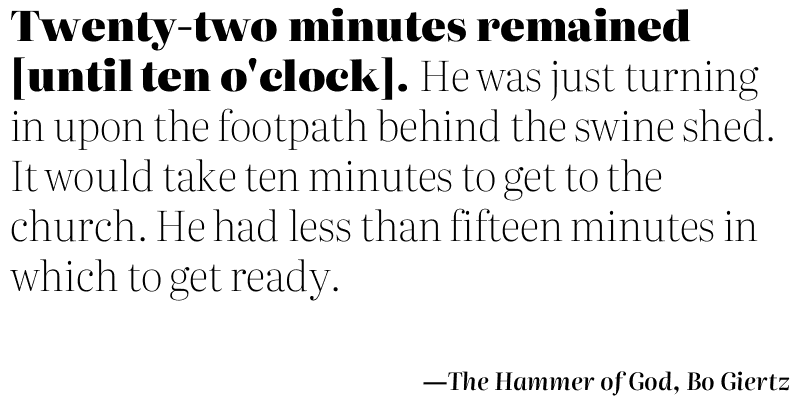 Twenty-two minutes remained
[until ten o'clock]. He was just turning
in upon the footpath behind the swine shed.
It would take ten minutes to get to the
church. He had less than fifteen minutes in
which to get ready.
—The Hammer of God, Bo Giertz